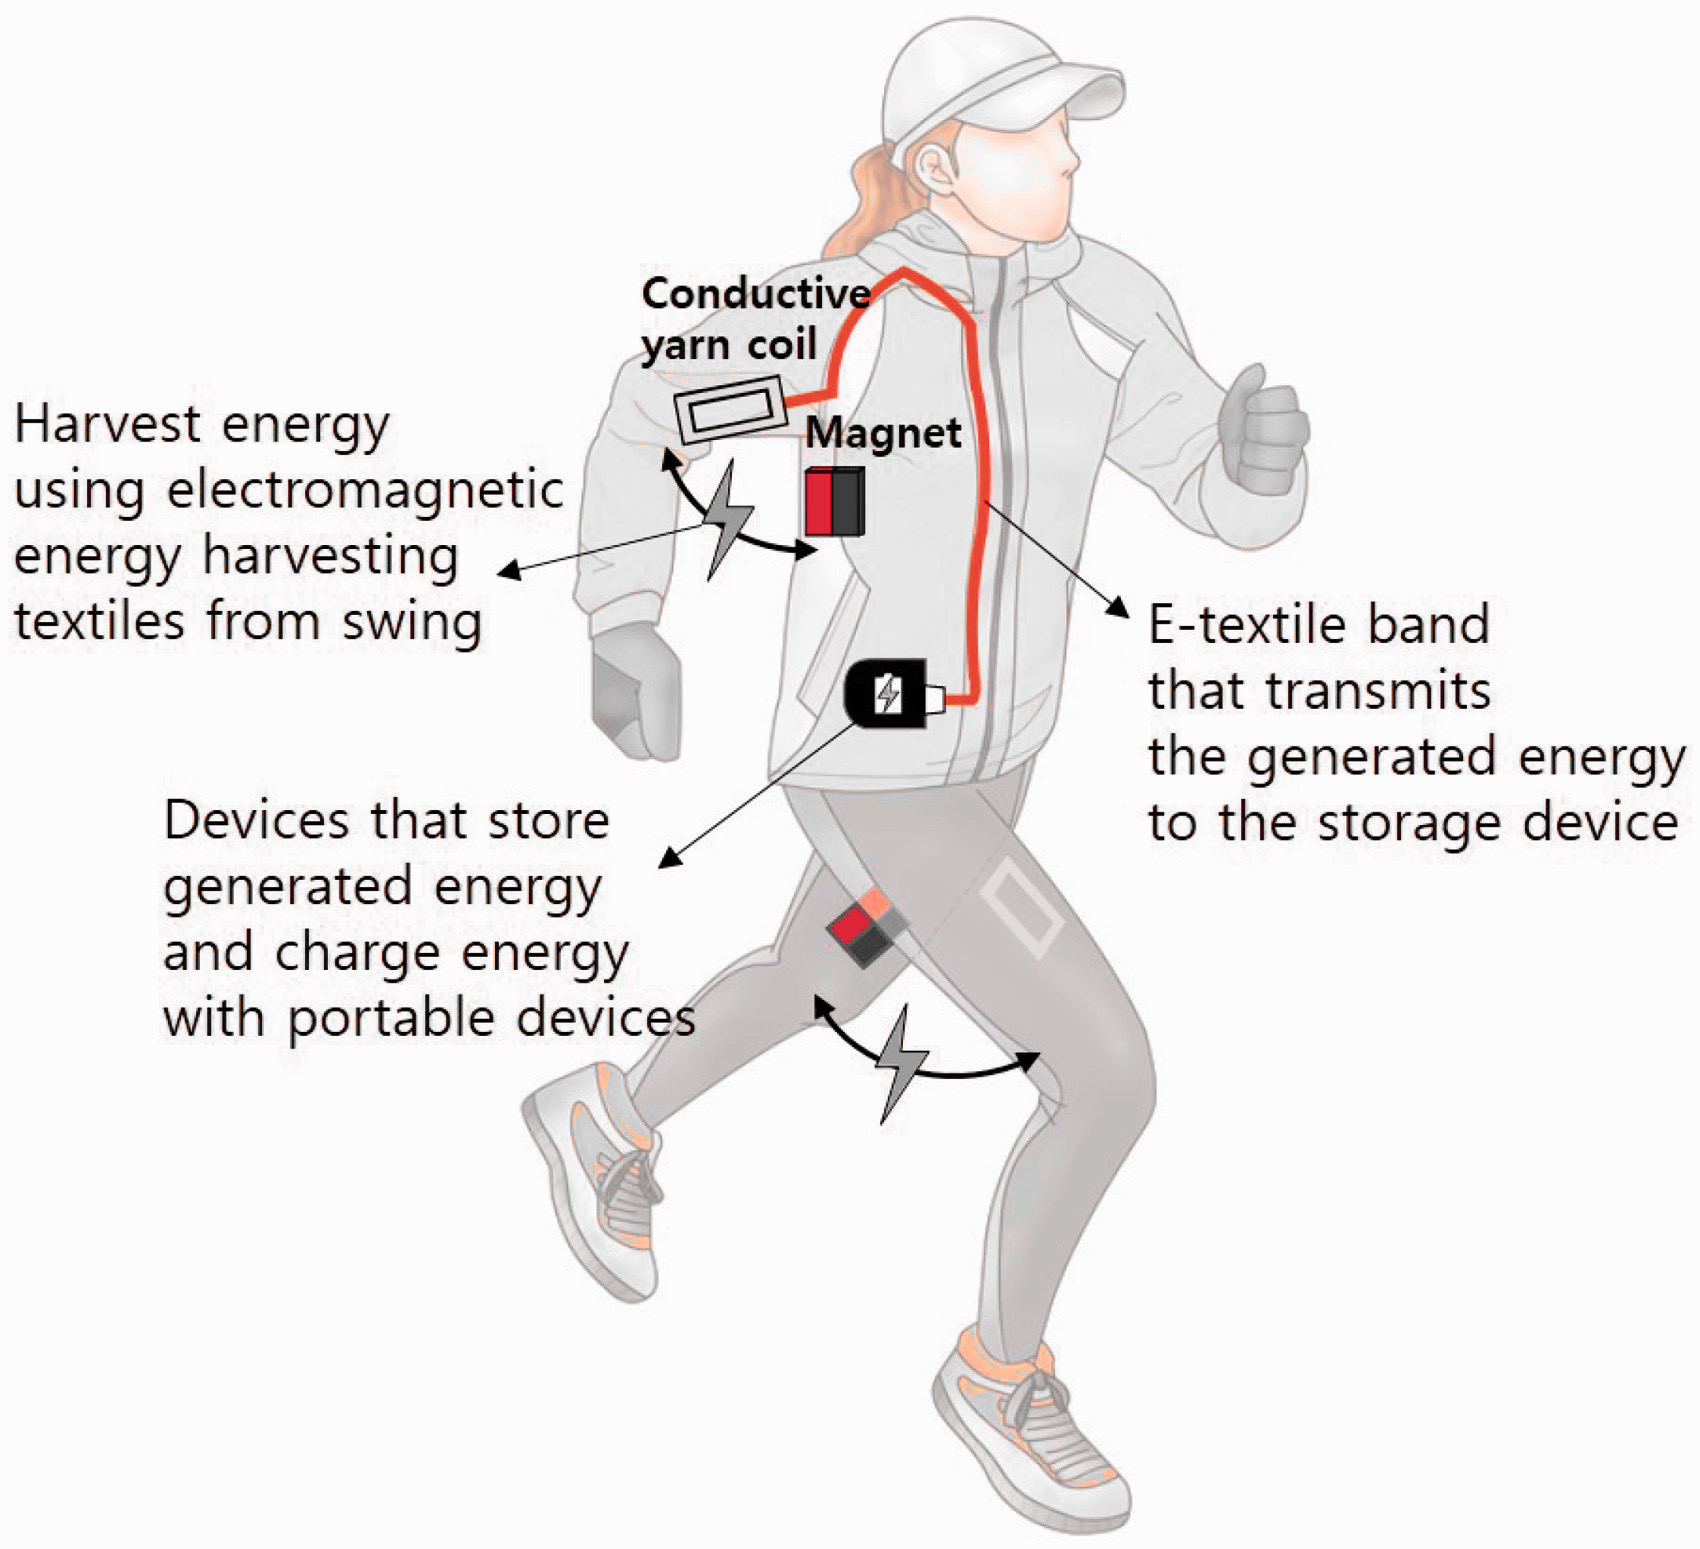 Conductive
yarn coil
Magnet
Harvest energy
using electromagnetic
energy harvesting
textiles from swing
E-textile band
that transmits
the generated energy
to the storage device
Devices that store
generated energy
and charge energy
with portable devices